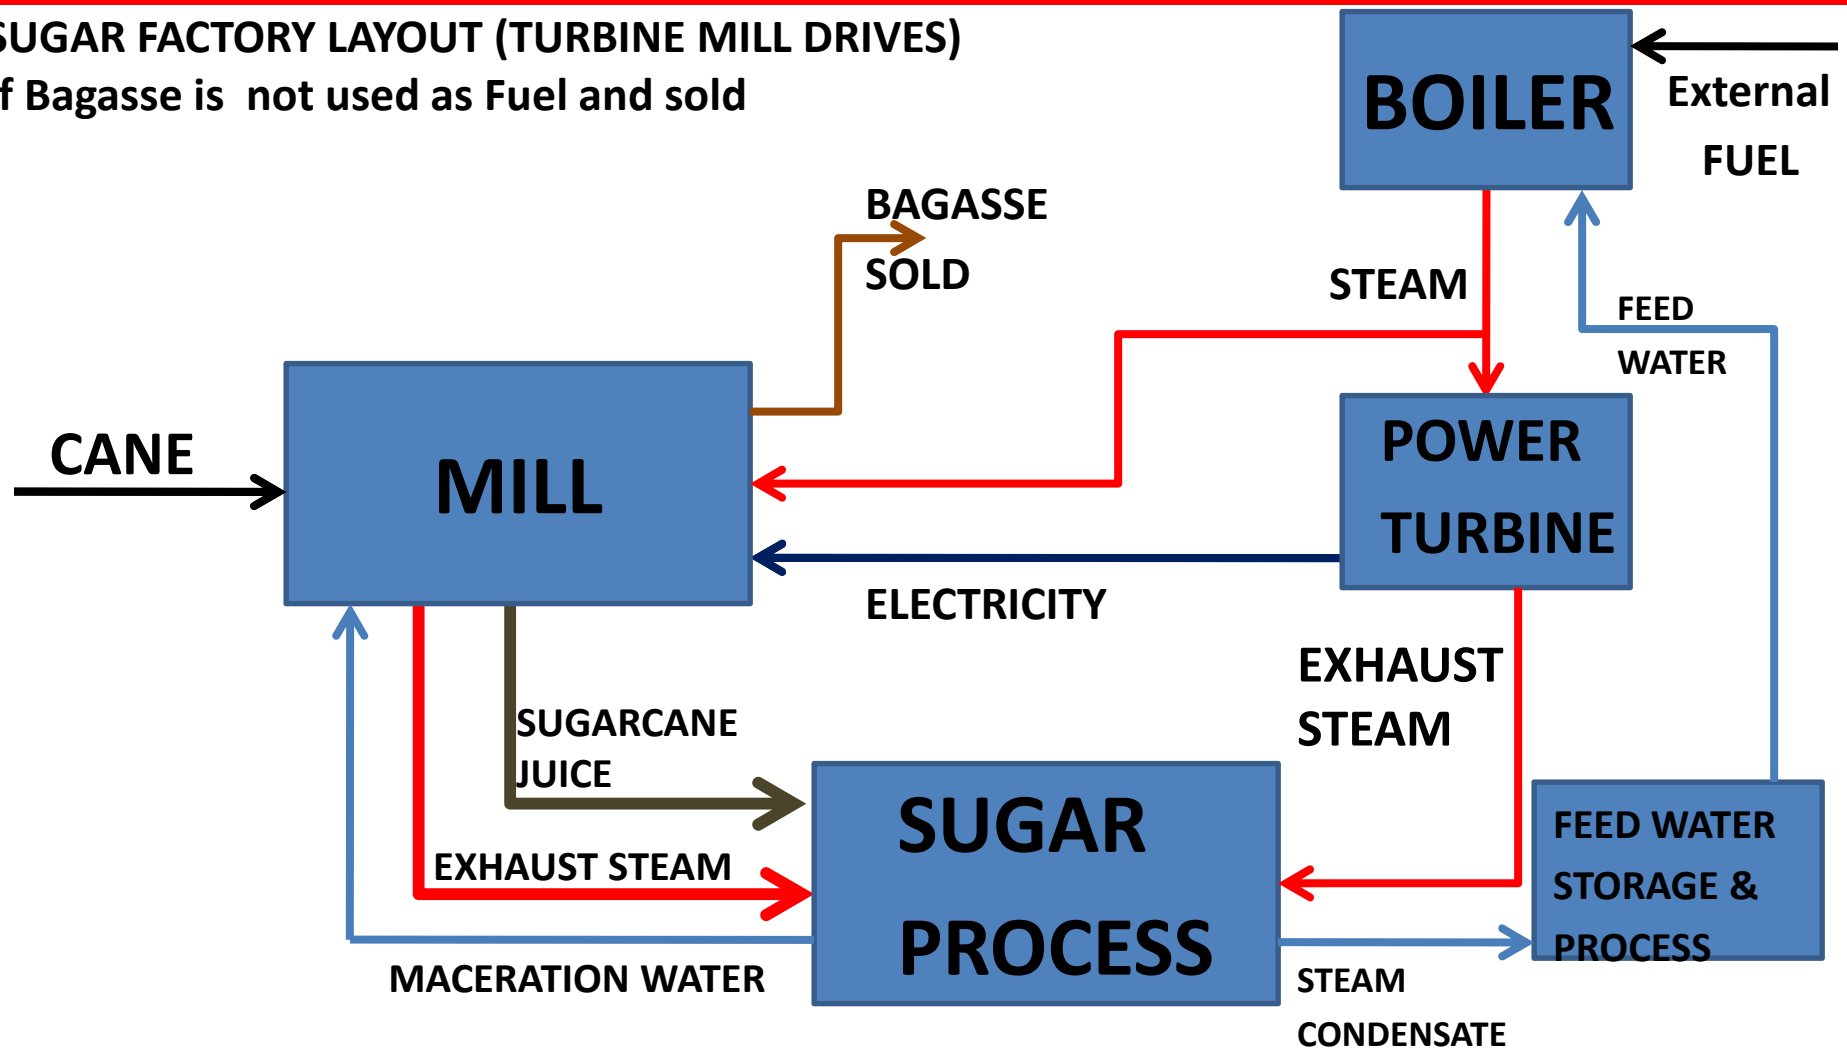 SUGAR FACTORY LAYOUT (TURBINE MILL DRIVES)
f Bagasse is not used as Fuel and sold
BOILER
External
FUEL
BAGASSE
SOLD
STEAM
FEED
WATER
CANE
MILL
POWER
TURBINE
ELECTRICITY
EXHAUST
STEAM
SUGARCANE
JUICE
SUGAR
PROCESS
FEED WATER
STORAGE &
PROCESS
EXHAUST STEAM
MACERATION WATER
STEAM
CONDENSATE